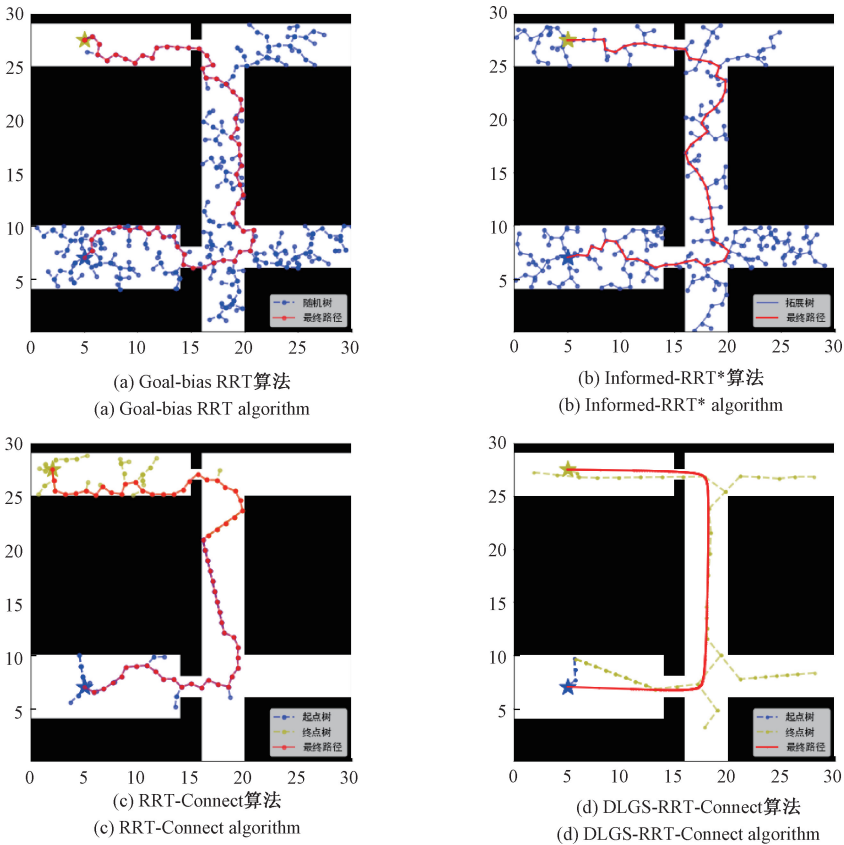 30
25
20
15
10
5
0 5 10 15 20 25 30
随机树
最终路径
(a) Goal-bias RRT算法
(a) Goal-bias RRT algorithm
30
25
20
15
10
5
0 5 10 15 20 25 30
拓展树
最终路径
(b) Informed-RRT*算法
(b) Informed-RRT* algorithm
30
25
20
15
10
5
0 5 10 15 20 25 30
起点树
终点树
最终路径
(c) RRT-Connect算法
(c) RRT-Connect algorithm
30
25
20
15
10
5
0 5 10 15 20 25 30
起点树
终点树
最终路径
(d) DLGS-RRT-Connect算法
(d) DLGS-RRT-Connect algorithm